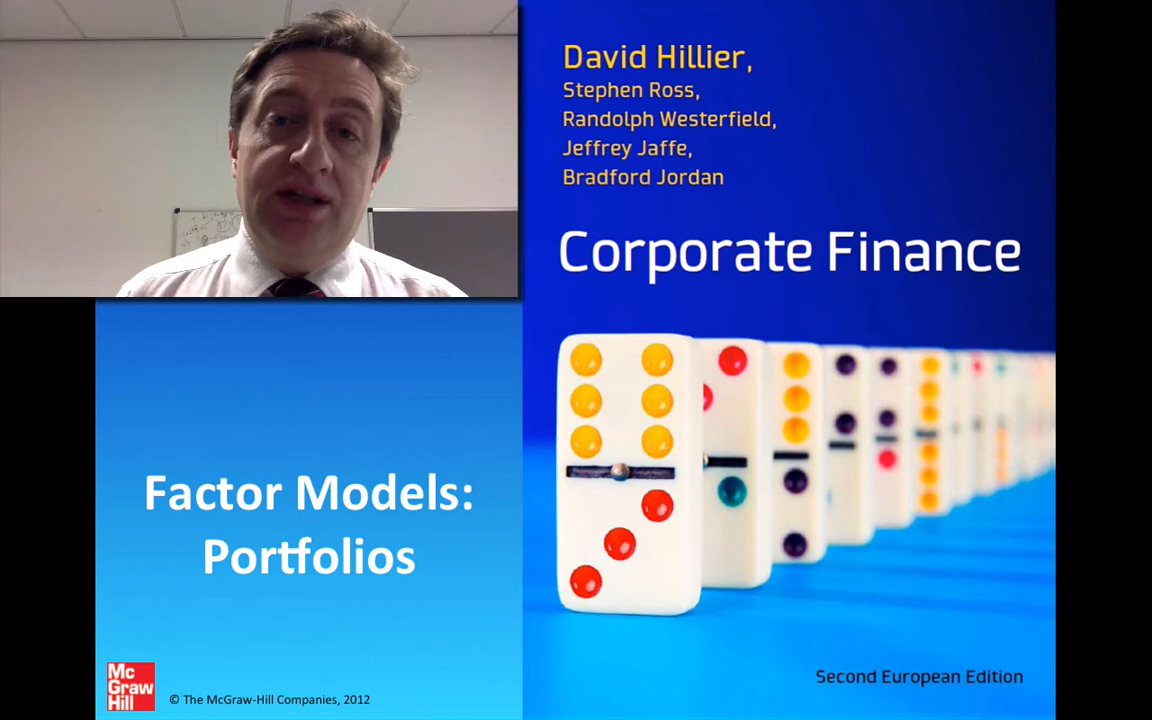 David Hillier,
Stephen Ross,
Randolph Westerfield,
Jeffrey Jaffe,
Bradford Jordan
Corporate Finance
Factor Models:
Portfolios
Mc
Graw
Hill
© The McGraw-Hill Companies, 2012
Second European Edition